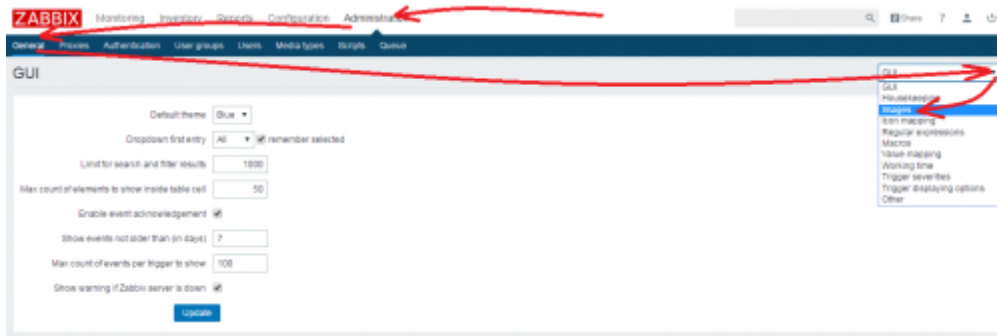 ZABBIX Monitoring Inventory Reports Configuration Administration Share ?
General Proxies Authentication User groups Users Media types Scripts Queue
GUI GUI
GUI
Housekeeping
Images
Icon mapping
Regular expressions
Macros
Value mapping
Working time
Trigger severities
Trigger displaying options
Other
Default theme Blue
Dropdown first entry All remember selected
Limit for search and filter results 1000
Max count of elements to show inside table cell 50
Enable event acknowledgement
Show events not older than (in days) 7
Max count of events per trigger to show 100
Show warning if Zabbix server is down
Update